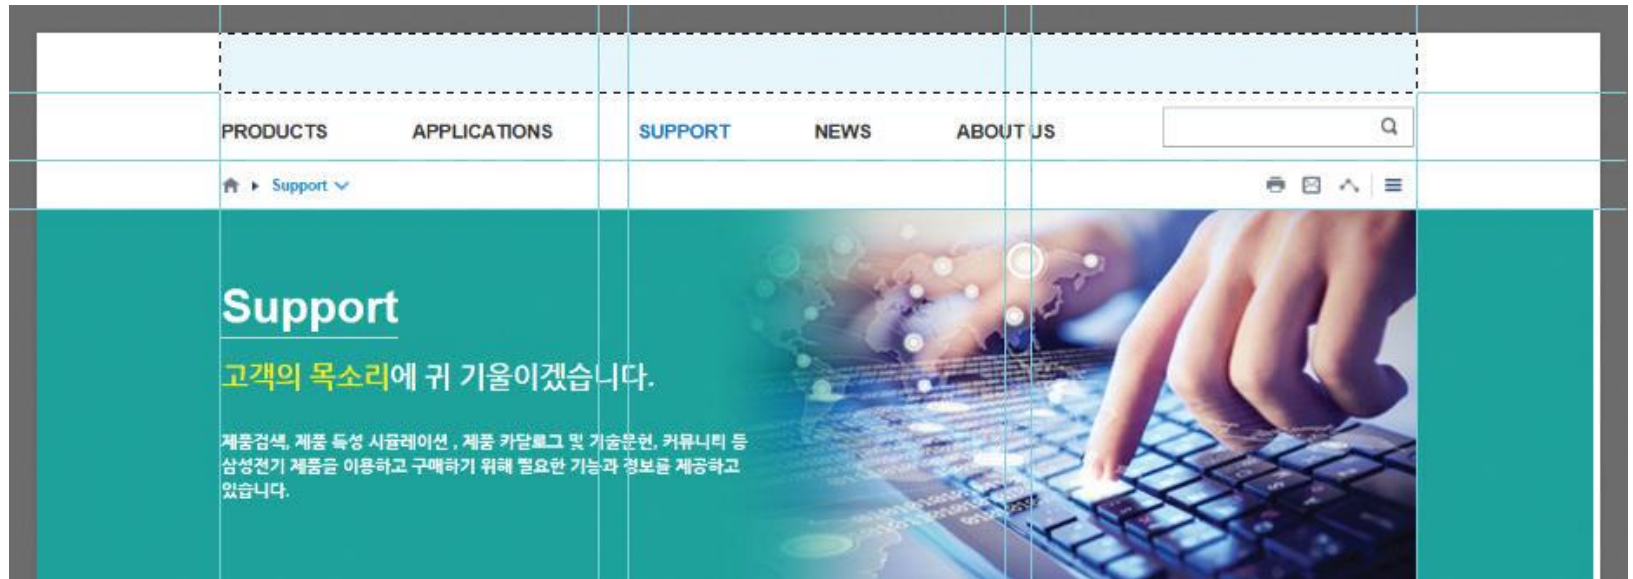 PRODUCTS APPLICATIONS SUPPORT NEWS ABOUT US
Support
Support
고객의 목소리에 귀 기울이겠습니다.
제품검색, 제품 특성 시뮬레이션 , 제품 카달로그 및 기술문헌, 커뮤니티 등
삼성전기 제품을 이용하고 구매하기 위해 필요한 기능과 정보를 제공하고
있습니다.